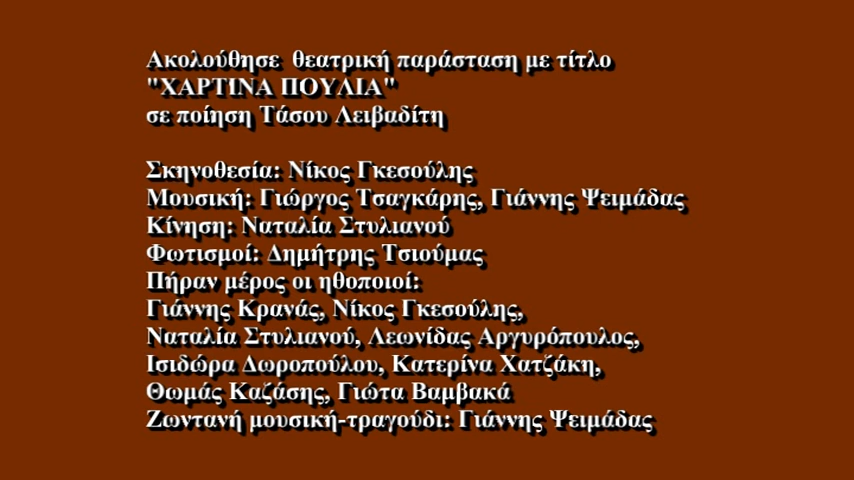 Ακολούθησε θεατρική παράσταση με τίτλο
"ΧΑΡΤΙΝΑ ΠΟΥΛΙΑ"
σε ποίηση Τάσου Λειβαδίτη
Σκηνοθεσία: Νίκος Γκεσούλης
Μουσική: Γιώργος Τσαγκάρης, Γιάννης Ψειμάδας
Κίνηση: Ναταλία Στυλιανού
Φωτισμοί: Δημήτρης Τσιούμας
Πήραν μέρος οι ηθοποιοί:
Γιάννης Κρανάς, Νίκος Γκεσούλης,
Ναταλία Στυλιανού, Λεωνίδας Αργυρόπουλος,
Ισιδώρα Δωροπούλου, Κατερίνα Χατζάκη,
Θωμάς Καζάσης, Γιώτα Βαμβακά
Ζωντανή μουσική-τραγούδι: Γιάννης Ψειμάδας